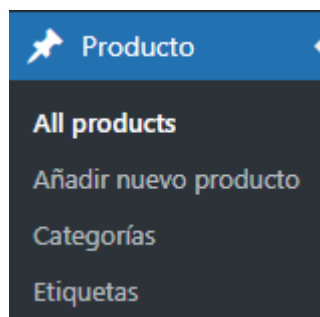 Producto
All products
Añadir nuevo producto
Categorías
Etiquetas